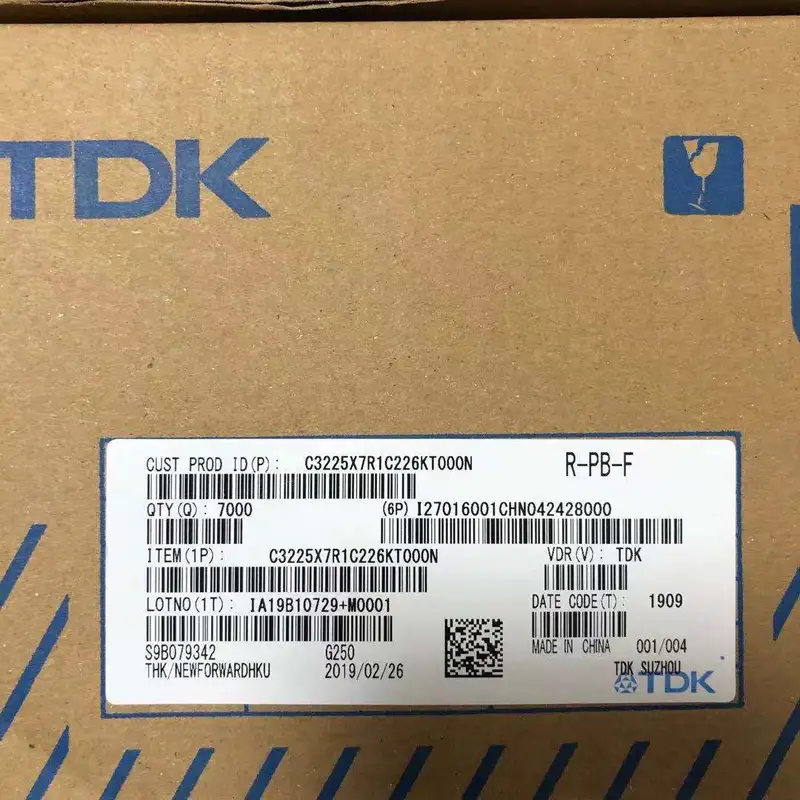 TDK
CUST PROD ID(P): C3225X7R1C226KT000N R-PB-F
QTY(Q): 7000 (6P) I27016001CHN042428000
ITEM(1P): C3225X7R1C226KT000N VDR(V): TDK
LOTNO(1T): IA19B10729+M0001 DATE CODE(T): 1909
S9B079342 G250 MADE IN CHINA 001/004
THK/NEWFORWARDHKU 2019/02/26 TDK SUZHOU
TDK